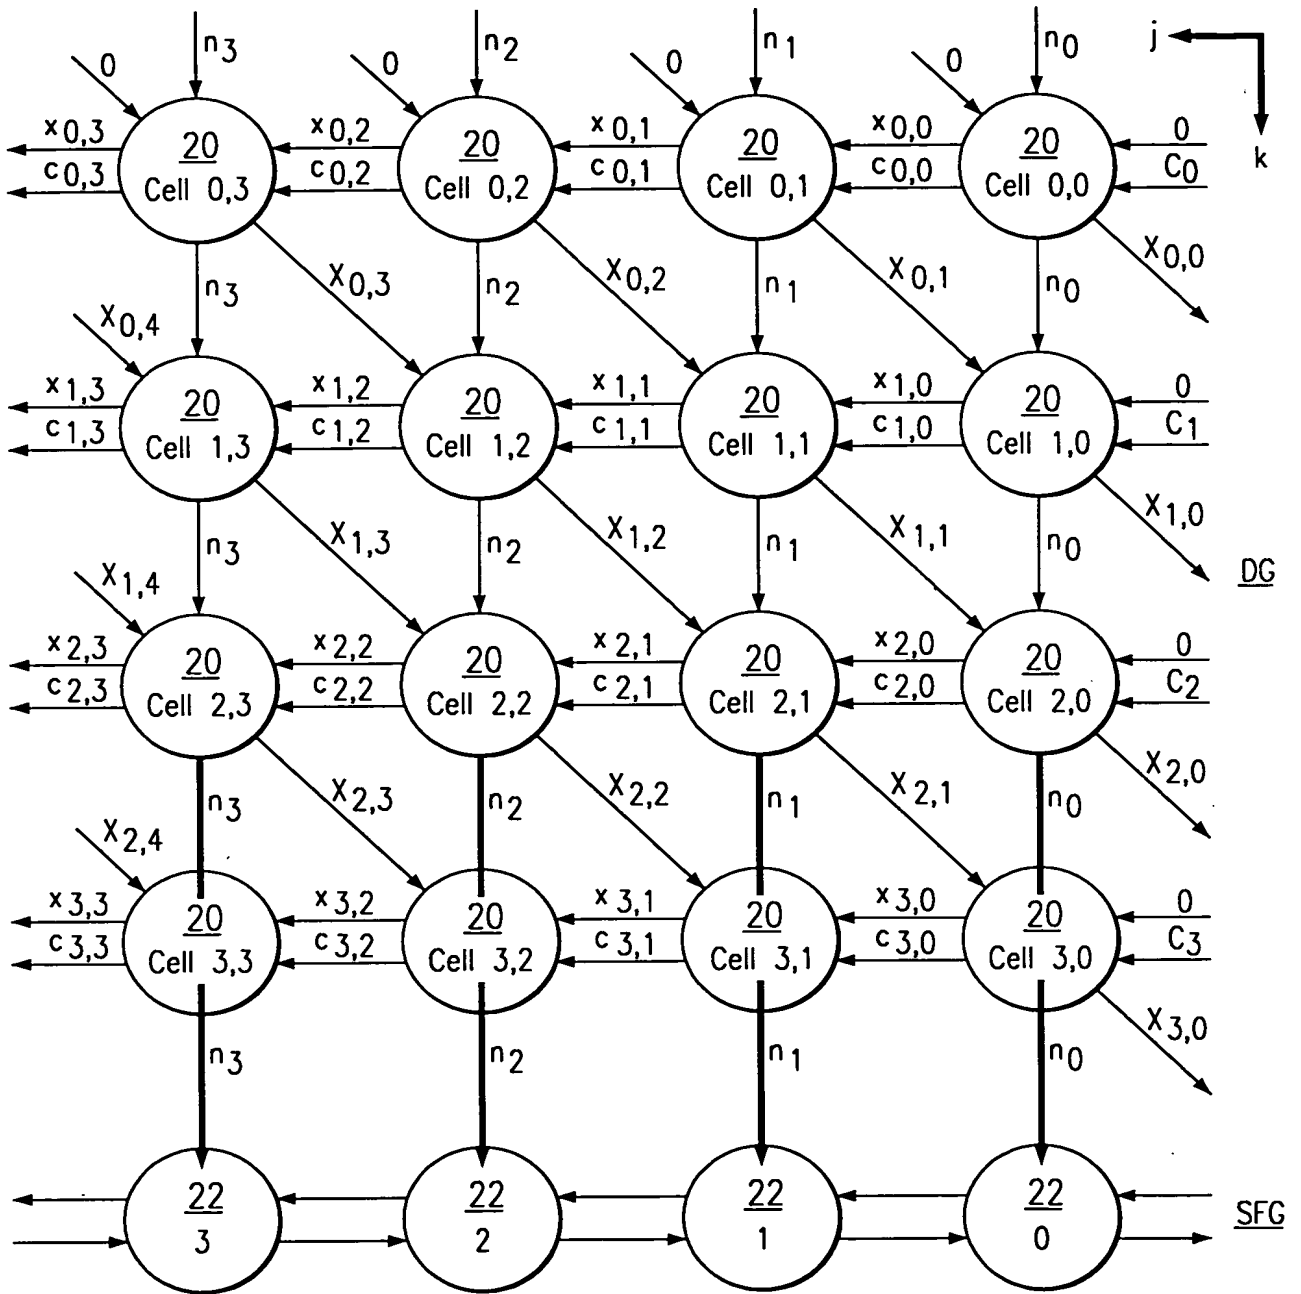 n3 n2 n1 n0 j
0 0 0 0
k
x0,3 20 x0,2 20 x0,1 20 x0,0 20 0
c0,3 Cell 0,3 c0,2 Cell 0,2 c0,1 Cell 0,1 c0,0 Cell 0,0 C0
n3 X0,3 n2 X0,2 n1 X0,1 n0 X0,0
X0,4
x1,3 20 x1,2 20 x1,1 20 x1,0 20 0
c1,3 Cell 1,3 c1,2 Cell 1,2 c1,1 Cell 1,1 c1,0 Cell 1,0 C1
n3 X1,3 n2 X1,2 n1 X1,1 n0 X1,0
X1,4 DG
x2,3 20 x2,2 20 x2,1 20 x2,0 20 0
c2,3 Cell 2,3 c2,2 Cell 2,2 c2,1 Cell 2,1 c2,0 Cell 2,0 C2
n3 X2,3 n2 X2,2 n1 X2,1 n0 X2,0
X2,4
x3,3 20 x3,2 20 x3,1 20 x3,0 20 0
c3,3 Cell 3,3 c3,2 Cell 3,2 c3,1 Cell 3,1 c3,0 Cell 3,0 C3
n3 n2 n1 n0 X3,0
22 22 22 22 SFG
3 2 1 0